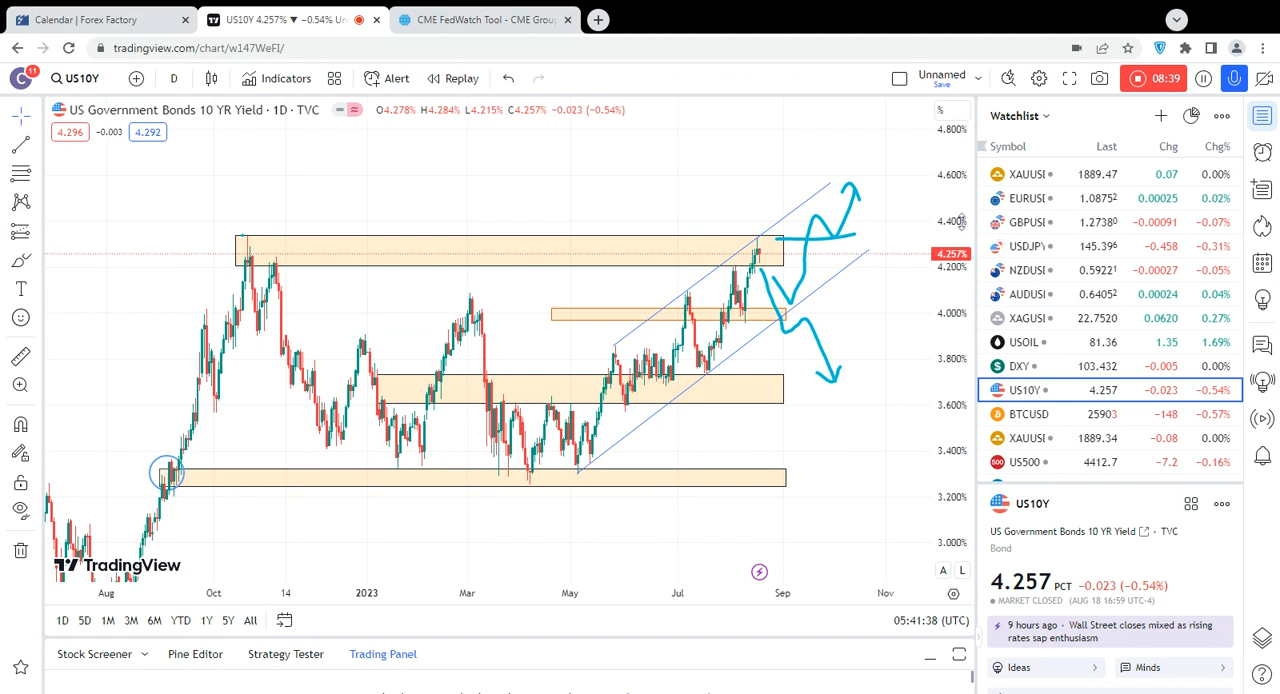 Calendar | Forex Factory
US10Y 4.257% ▼ −0.54% Un
CME FedWatch Tool - CME Grou
tradingview.com/chart/w147WeFI/
C 11 US10Y D Indicators Alert Replay Unnamed Save 08:39
US Government Bonds 10 YR Yield · 1D · TVC O4.278% H4.284% L4.215% C4.257% −0.023 (−0.54%)
4.296 -0.003 4.292
%
4.800%
4.600%
4.400%
4.257%
4.200%
4.000%
3.800%
3.600%
3.400%
3.200%
3.000%
TradingView
A L
Aug Oct 14 2023 Mar May Jul Sep Nov
1D 5D 1M 3M 6M YTD 1Y 5Y All 05:41:38 (UTC)
Stock Screener Pine Editor Strategy Tester Trading Panel
Watchlist
Symbol Last Chg Chg%
XAUUSI 1889.47 0.07 0.00%
EURUSI 1.0875² 0.00025 0.02%
GBPUSI 1.2738⁰ −0.00091 −0.07%
USDJPY 145.39⁶ −0.458 −0.31%
NZDUSI 0.5922¹ −0.00027 −0.05%
AUDUSI 0.6405² 0.00024 0.04%
XAGUSI 22.7520 0.0620 0.27%
USOIL 81.36 1.35 1.69%
DXY 103.432 −0.005 0.00%
US10Y 4.257 −0.023 −0.54%
BTCUSD 25903 −148 −0.57%
XAUUSI 1889.34 −0.08 0.00%
US500 4412.7 −7.2 −0.16%
US10Y
US Government Bonds 10 YR Yield · TVC
Bond
4.257 PCT −0.023 (−0.54%)
MARKET CLOSED (AUG 18 16:59 UTC-4)
9 hours ago · Wall Street closes mixed as rising
rates sap enthusiasm
Ideas Minds